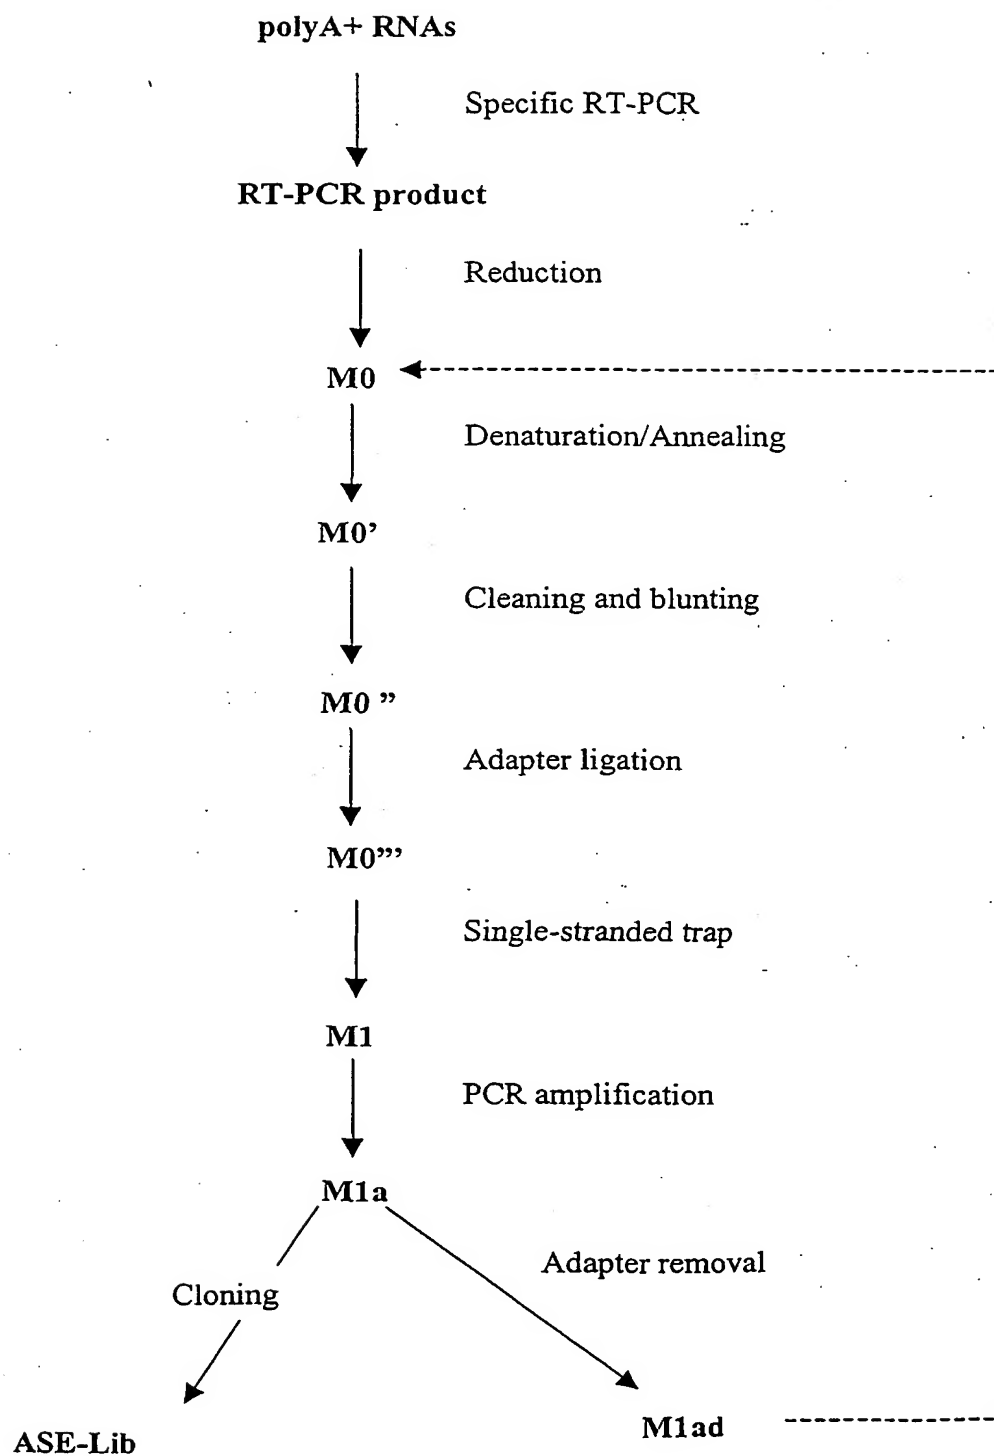 polyA+ RNAs
Specific RT-PCR
RT-PCR product
Reduction
M0
Denaturation/Annealing
M0’
Cleaning and blunting
M0 ”
Adapter ligation
M0”’
Single-stranded trap
M1
PCR amplification
M1a
Adapter removal
Cloning
M1ad
ASE-Lib